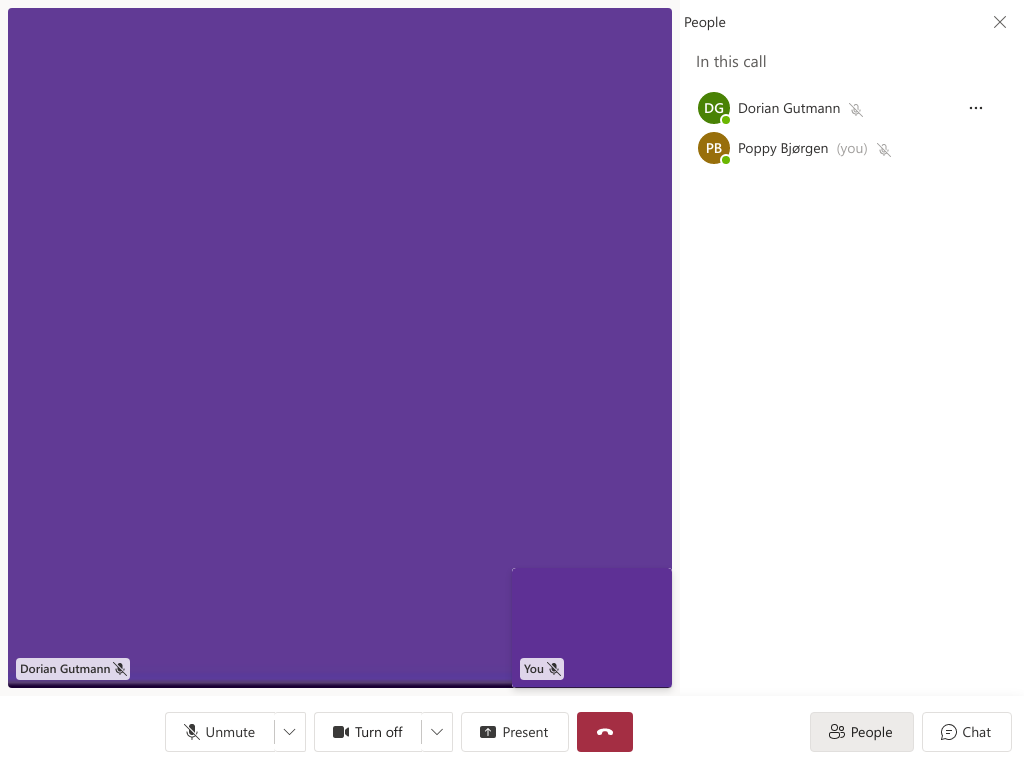 People
In this call
DG Dorian Gutmann
PB Poppy Bjørgen (you)
Dorian Gutmann
You
Unmute
Turn off
Present
People
Chat